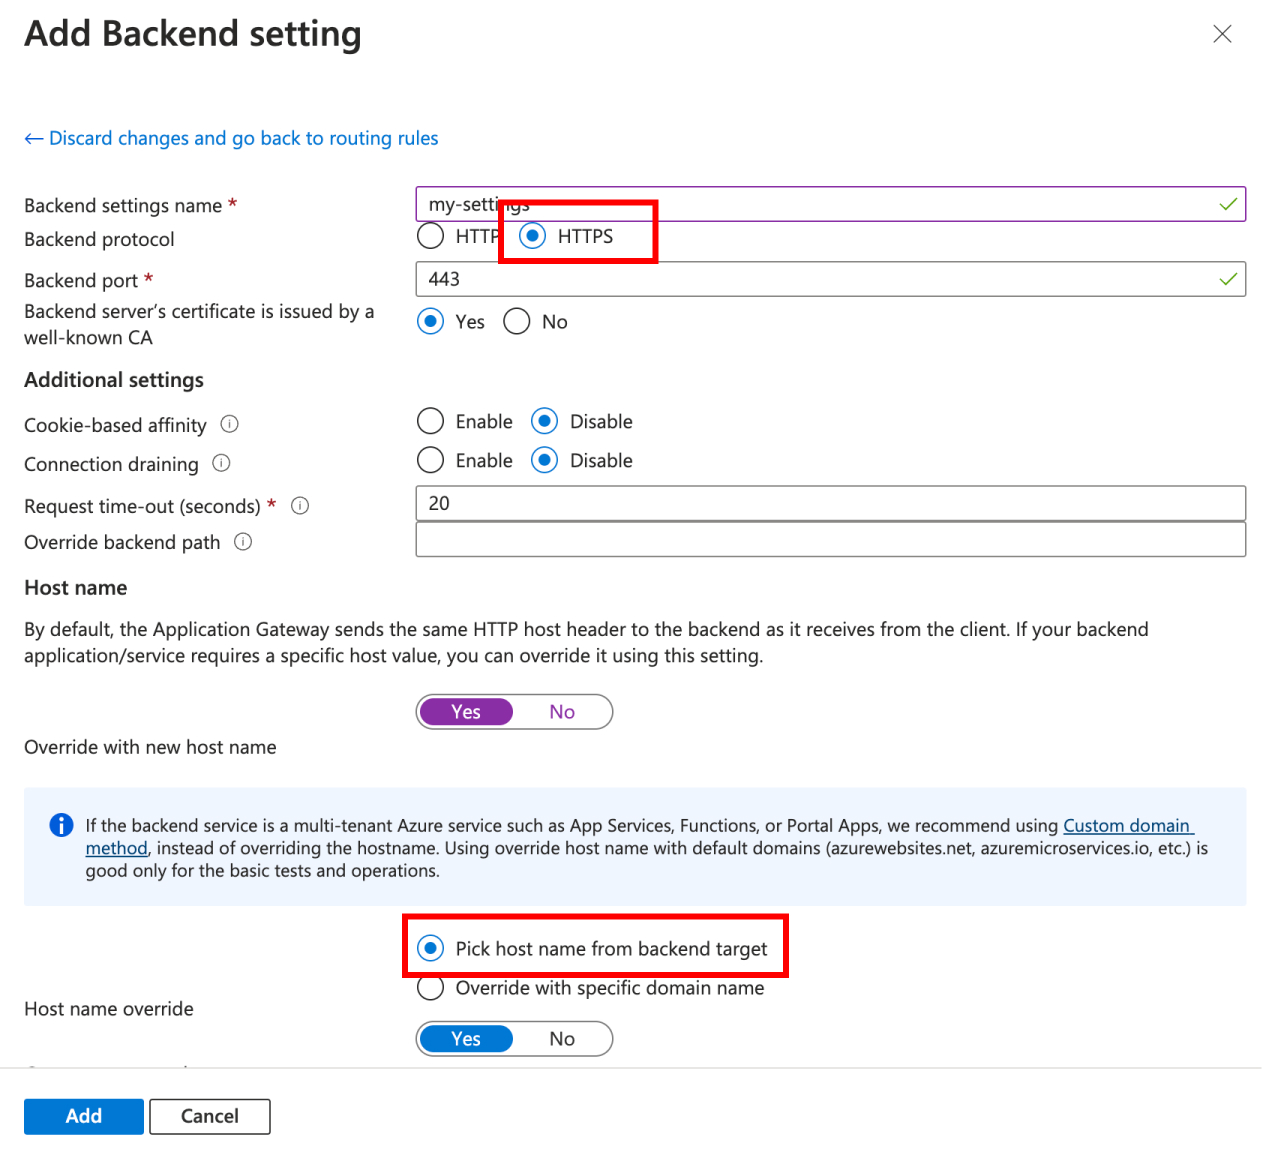 Add Backend setting
← Discard changes and go back to routing rules
Backend settings name *
my-settings
Backend protocol
HTTP HTTPS
Backend port *
443
Backend server's certificate is issued by a
well-known CA
Yes No
Additional settings
Cookie-based affinity
Enable Disable
Connection draining
Enable Disable
Request time-out (seconds) *
20
Override backend path
Host name
By default, the Application Gateway sends the same HTTP host header to the backend as it receives from the client. If your backend
application/service requires a specific host value, you can override it using this setting.
Yes No
Override with new host name
If the backend service is a multi-tenant Azure service such as App Services, Functions, or Portal Apps, we recommend using Custom domain
method, instead of overriding the hostname. Using override host name with default domains (azurewebsites.net, azuremicroservices.io, etc.) is
good only for the basic tests and operations.
Pick host name from backend target
Override with specific domain name
Host name override
Yes No
Add Cancel